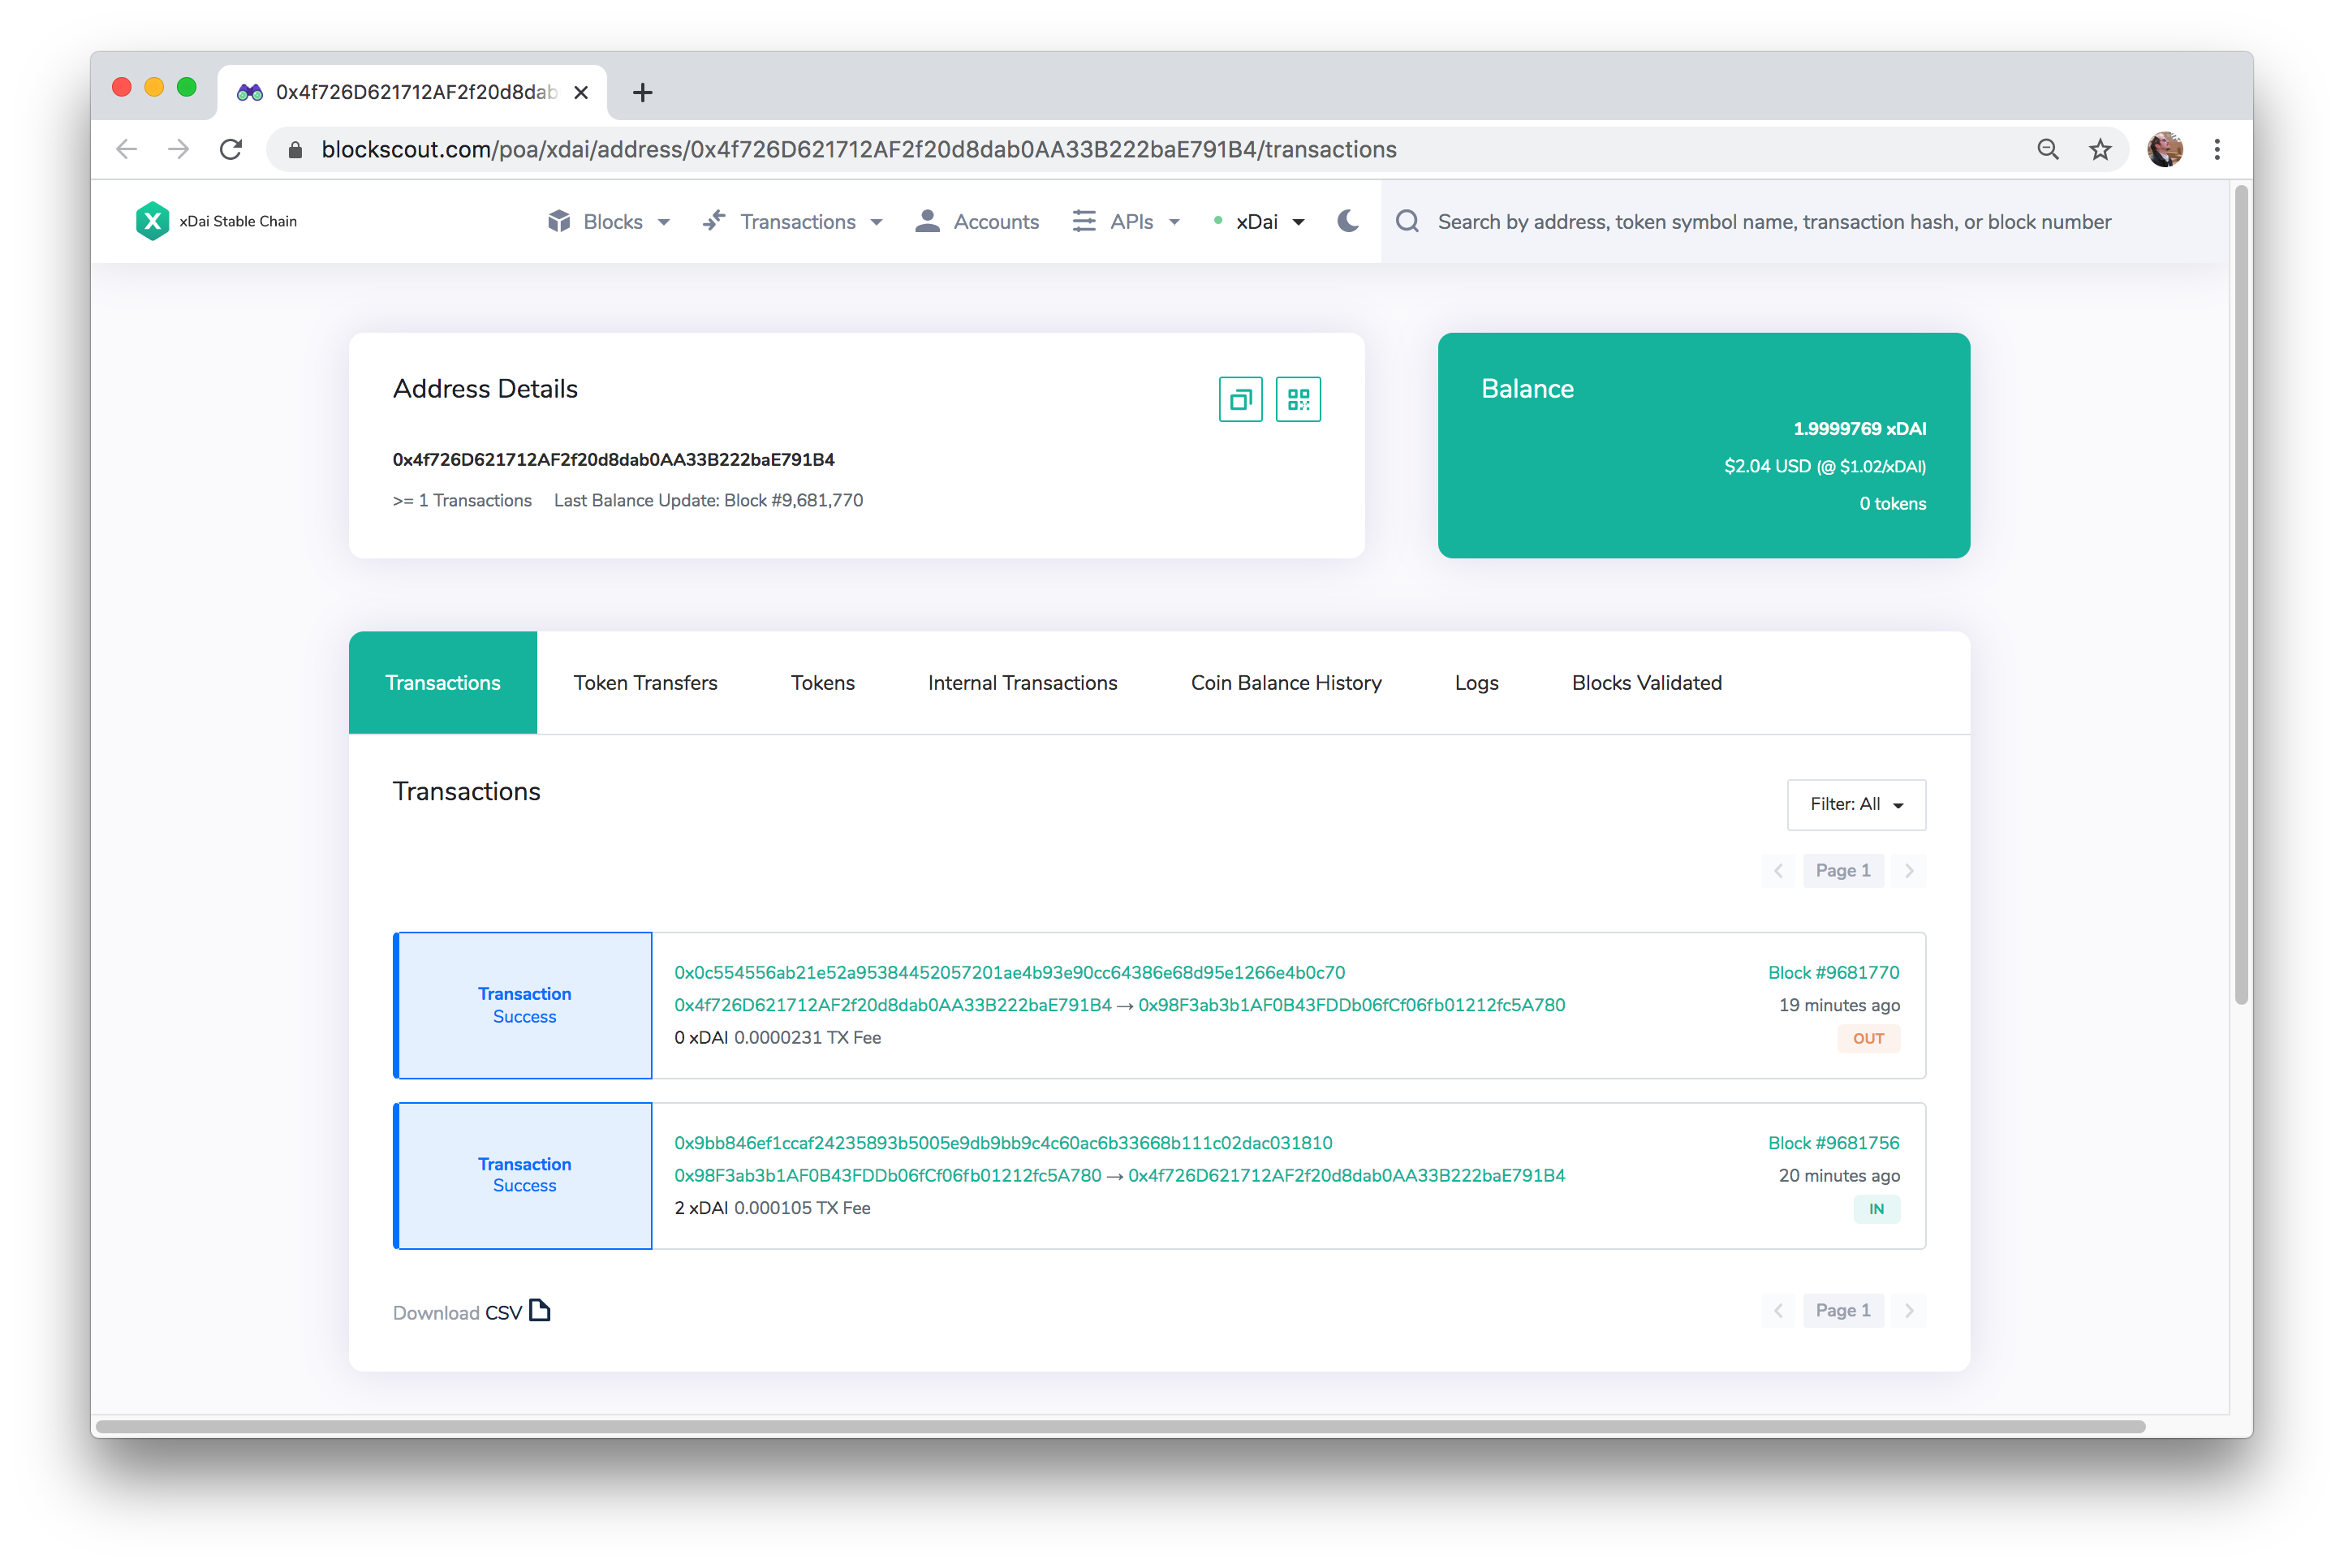 0x4f726D621712AF2f20d8dab
blockscout.com/poa/xdai/address/0x4f726D621712AF2f20d8dab0AA33B222baE791B4/transactions
xDai Stable Chain
Blocks
Transactions
Accounts
APIs
xDai
Search by address, token symbol name, transaction hash, or block number
Address Details
0x4f726D621712AF2f20d8dab0AA33B222baE791B4
>= 1 Transactions Last Balance Update: Block #9,681,770
Balance
1.9999769 xDAI
$2.04 USD (@ $1.02/xDAI)
0 tokens
Transactions
Token Transfers
Tokens
Internal Transactions
Coin Balance History
Logs
Blocks Validated
Transactions
Filter: All
Page 1
Transaction
Success
0x0c554556ab21e52a95384452057201ae4b93e90cc64386e68d95e1266e4b0c70
0x4f726D621712AF2f20d8dab0AA33B222baE791B4 → 0x98F3ab3b1AF0B43FDDb06fCf06fb01212fc5A780
0 xDAI 0.0000231 TX Fee
Block #9681770
19 minutes ago
OUT
Transaction
Success
0x9bb846ef1ccaf24235893b5005e9db9bb9c4c60ac6b33668b111c02dac031810
0x98F3ab3b1AF0B43FDDb06fCf06fb01212fc5A780 → 0x4f726D621712AF2f20d8dab0AA33B222baE791B4
2 xDAI 0.000105 TX Fee
Block #9681756
20 minutes ago
IN
Download CSV
Page 1